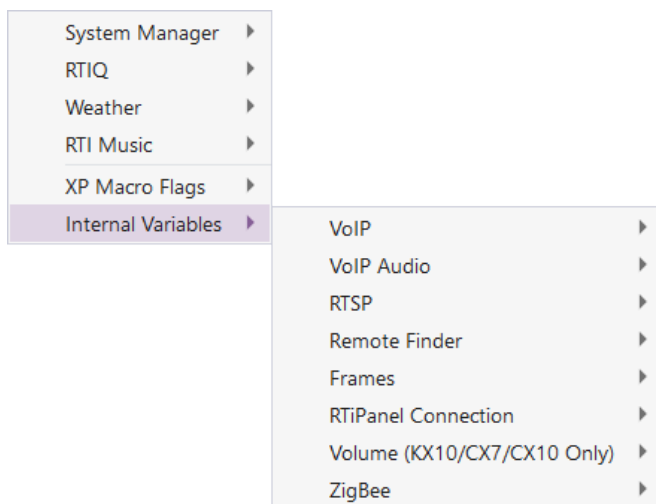 System Manager
RTIQ
Weather
RTI Music
XP Macro Flags
Internal Variables
VoIP
VoIP Audio
RTSP
Remote Finder
Frames
RTiPanel Connection
Volume (KX10/CX7/CX10 Only)
ZigBee